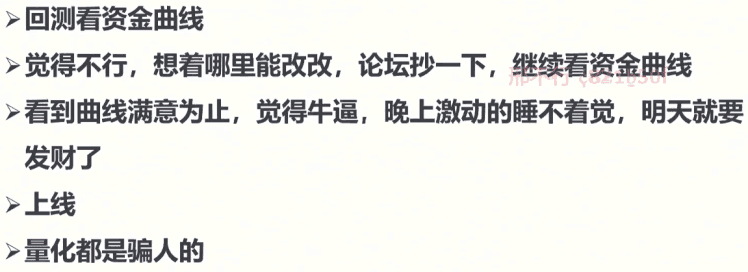 ➢回测看资金曲线
➢觉得不行，想着哪里能改改，论坛抄一下，继续看资金曲线
➢看到曲线满意为止，觉得牛逼，晚上激动的睡不着觉，明天就要
发财了
➢上线
➢量化都是骗人的